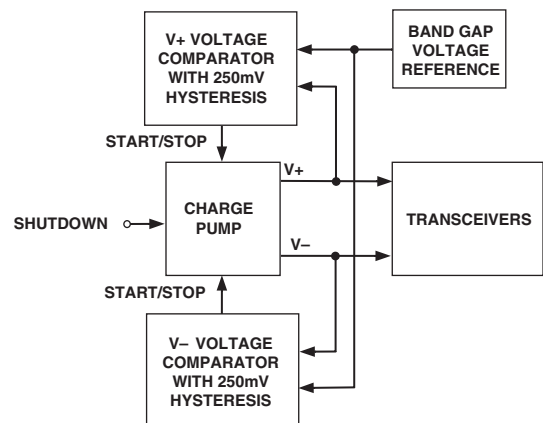 V+ VOLTAGE
COMPARATOR
WITH 250mV
HYSTERESIS
BAND GAP
VOLTAGE
REFERENCE
START/STOP
V+
SHUTDOWN
CHARGE
PUMP
TRANSCEIVERS
V–
START/STOP
V– VOLTAGE
COMPARATOR
WITH 250mV
HYSTERESIS